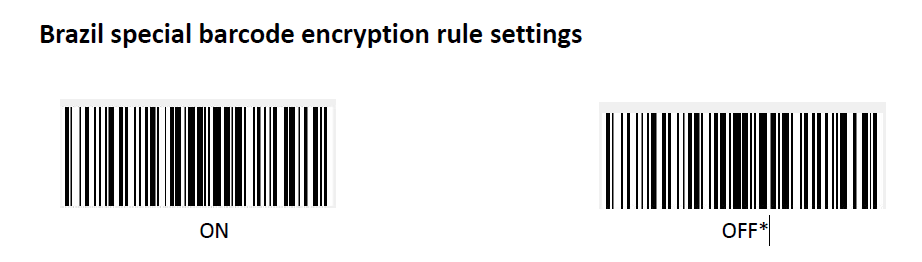 Brazil special barcode encryption rule settings
ON
OFF*